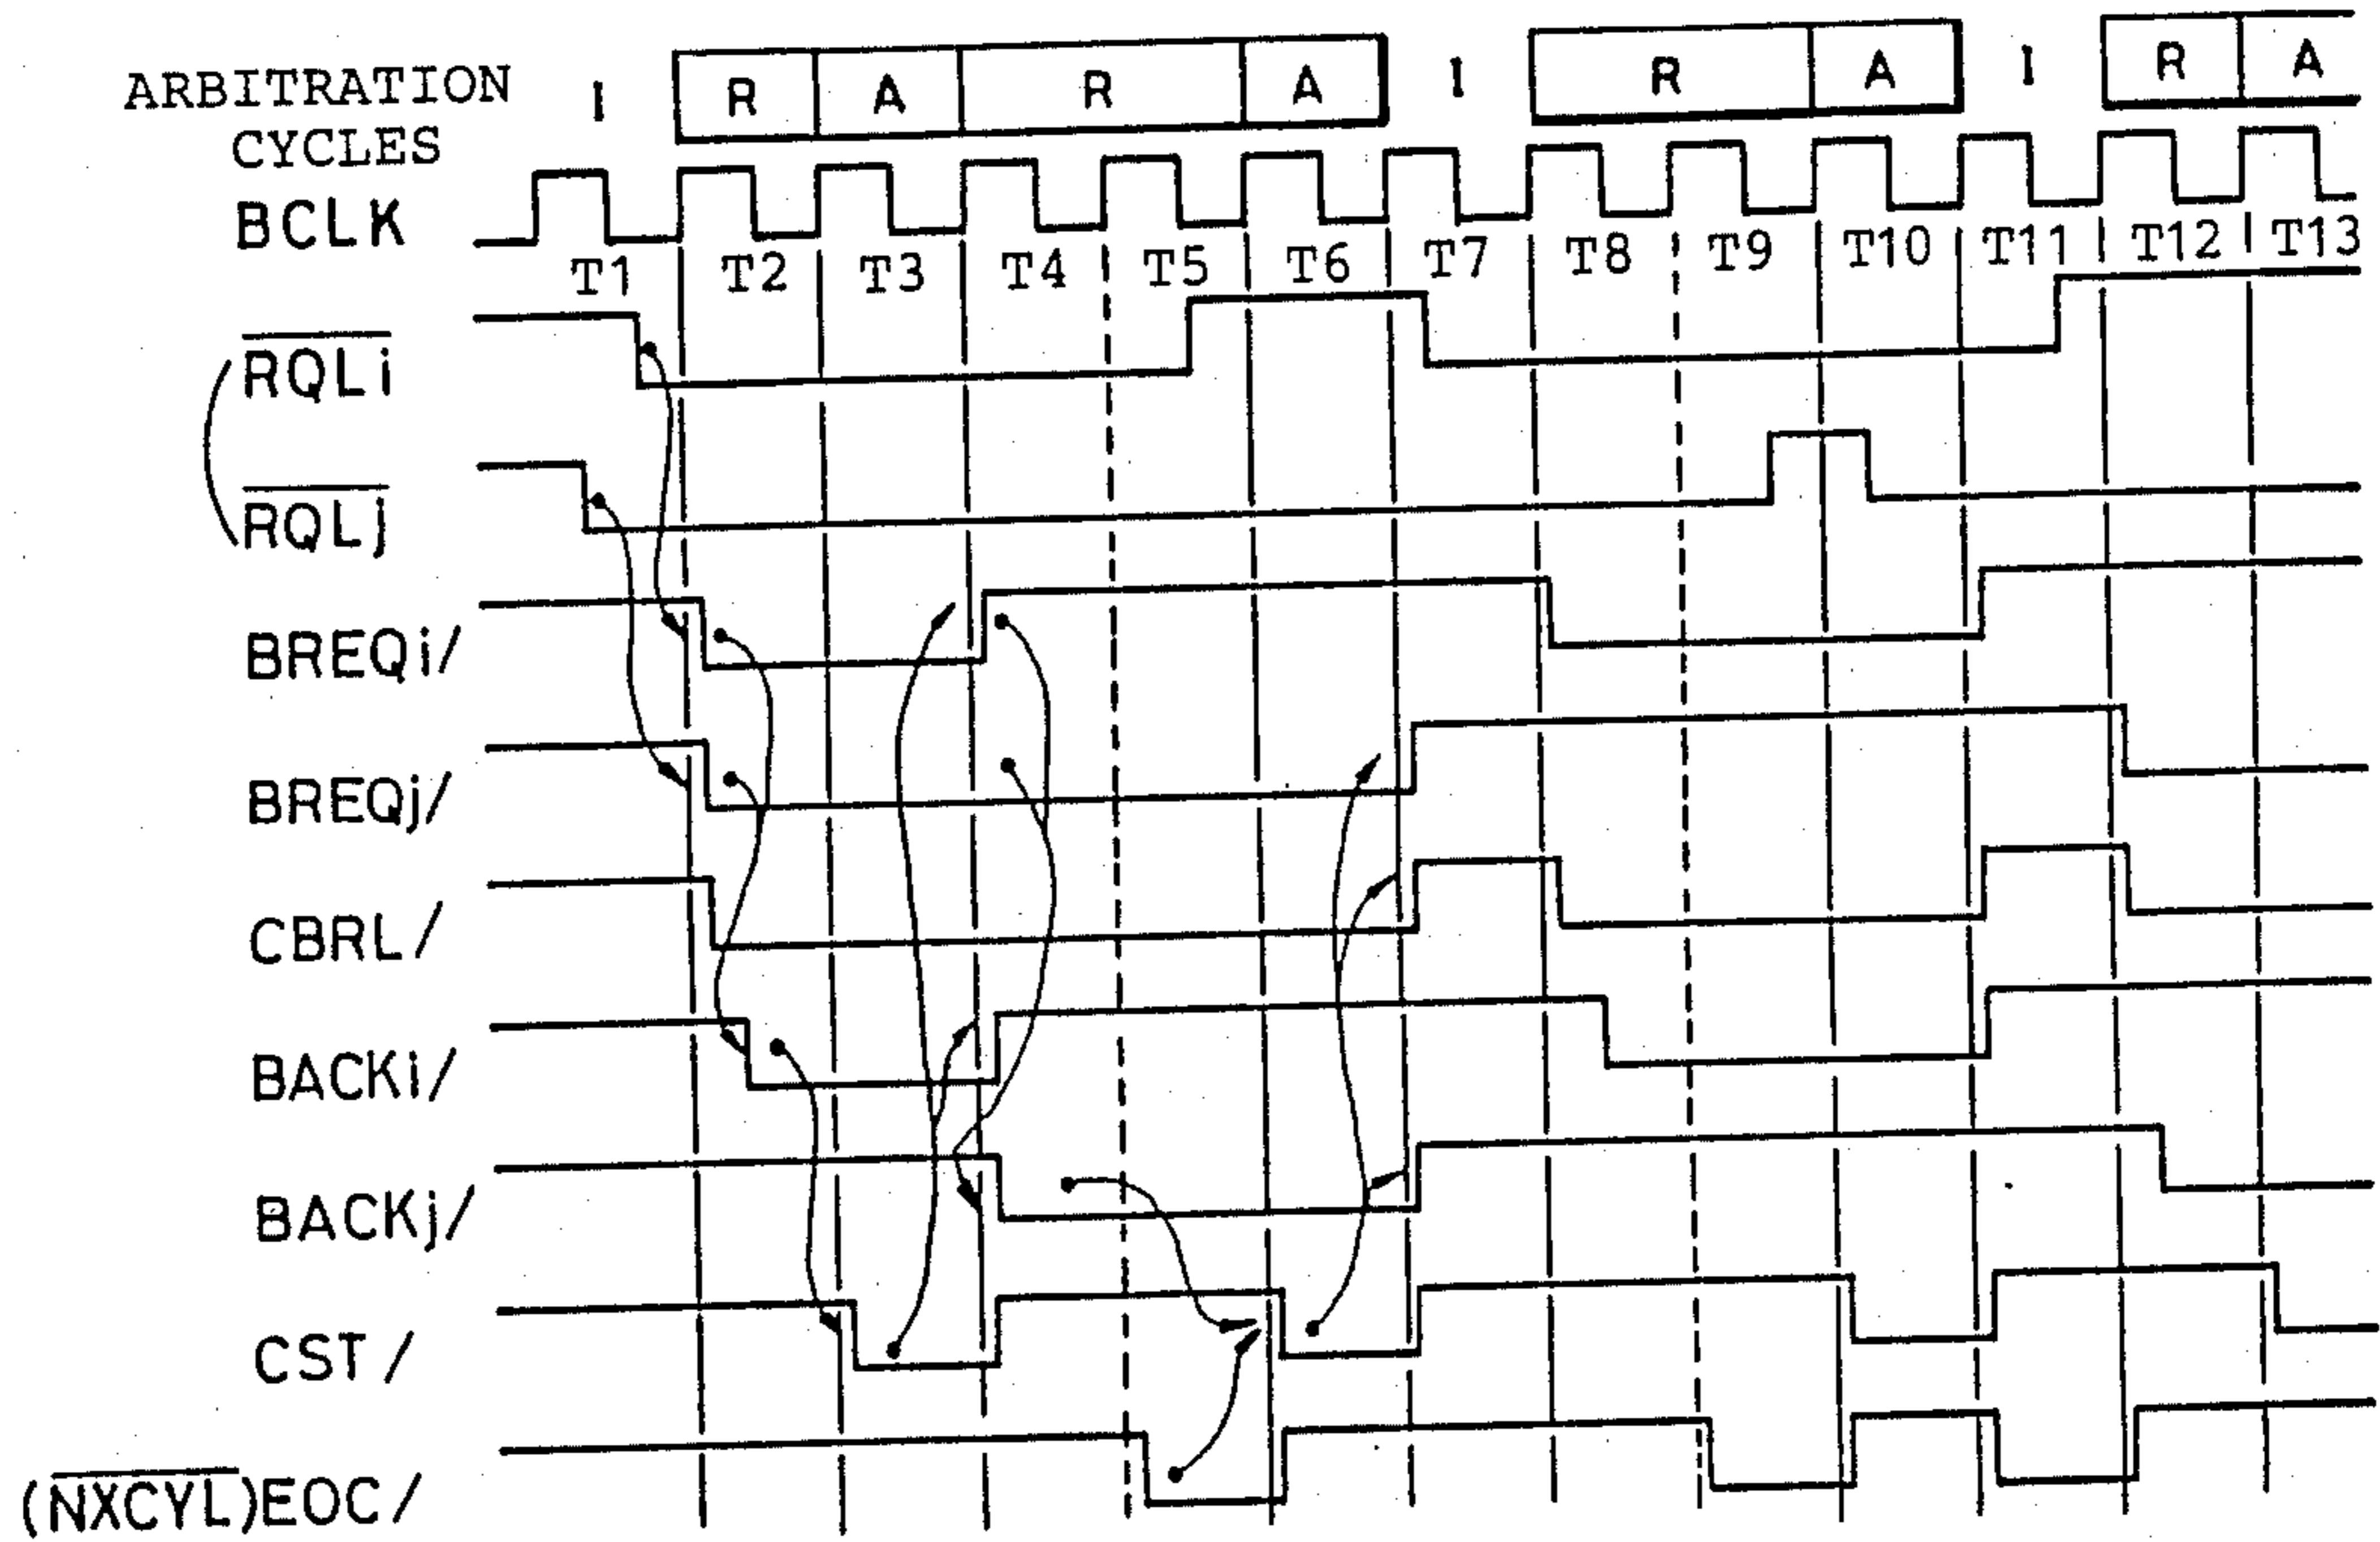 ARBITRATION CYCLES I R A R A I R A I R A
BCLK
T1 T2 T3 T4 T5 T6 T7 T8 T9 T10 T11 T12 T13
RQLi
RQLj
BREQi/
BREQj/
CBRL/
BACKi/
BACKj/
CST/
(NXCYL)EOC/